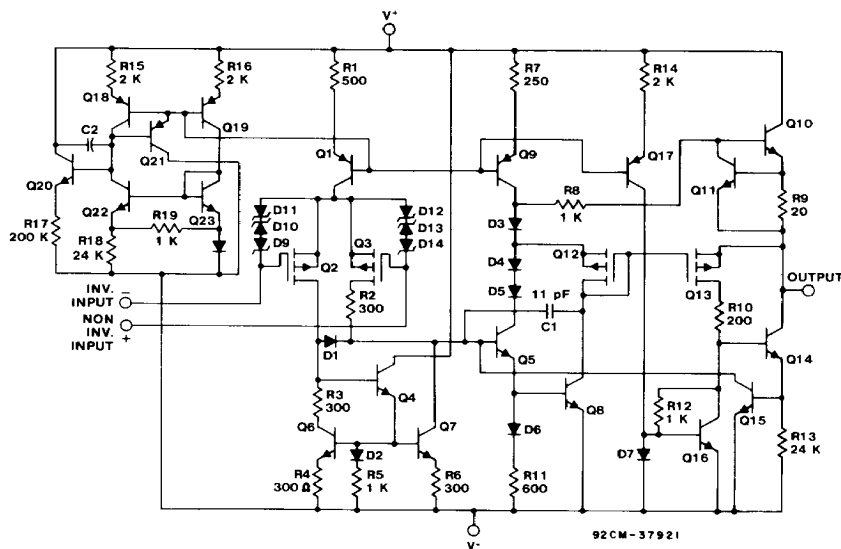 V+
R15
2 K
R16
2 K
R1
500
R7
250
R14
2 K
Q18
Q10
C2
Q19
Q21
Q1
Q9
Q17
Q20
Q11
R8
1 K
R9
20
D11
D12
D3
Q22
R19
1 K
Q23
D10
D13
R17
200 K
R18
24 K
D9
Q3
D14
Q12
D4
Q2
Q13
OUTPUT
INV. −
INPUT
R2
300
D5
11 pF
R10
200
NON
INV. +
INPUT
C1
D1
Q5
Q14
R3
300
Q4
Q8
R12
1 K
Q15
Q6
Q7
D6
R13
24 K
D2
D7
Q16
R4
300 Ω
R5
1 K
R6
300
R11
600
V-
92CM-37921